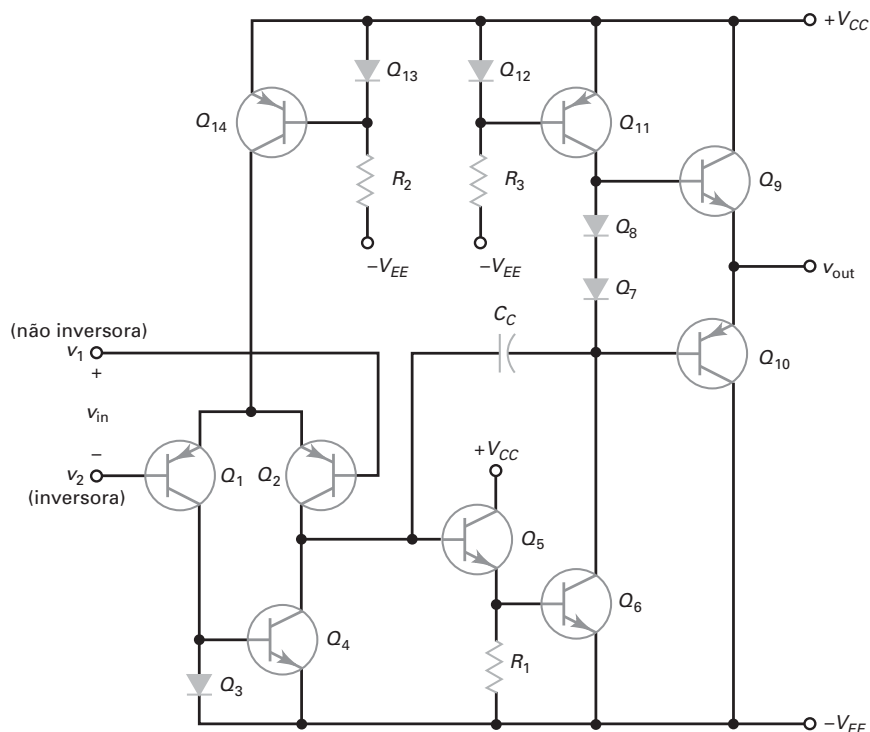 +V_CC
Q_13
Q_12
Q_14
Q_11
R_2
R_3
Q_9
Q_8
−V_EE
−V_EE
v_out
Q_7
C_C
(não inversora)
v_1
+
Q_10
v_in
+V_CC
−
v_2
Q_1
Q_2
(inversora)
Q_5
Q_6
Q_4
R_1
Q_3
−V_EE